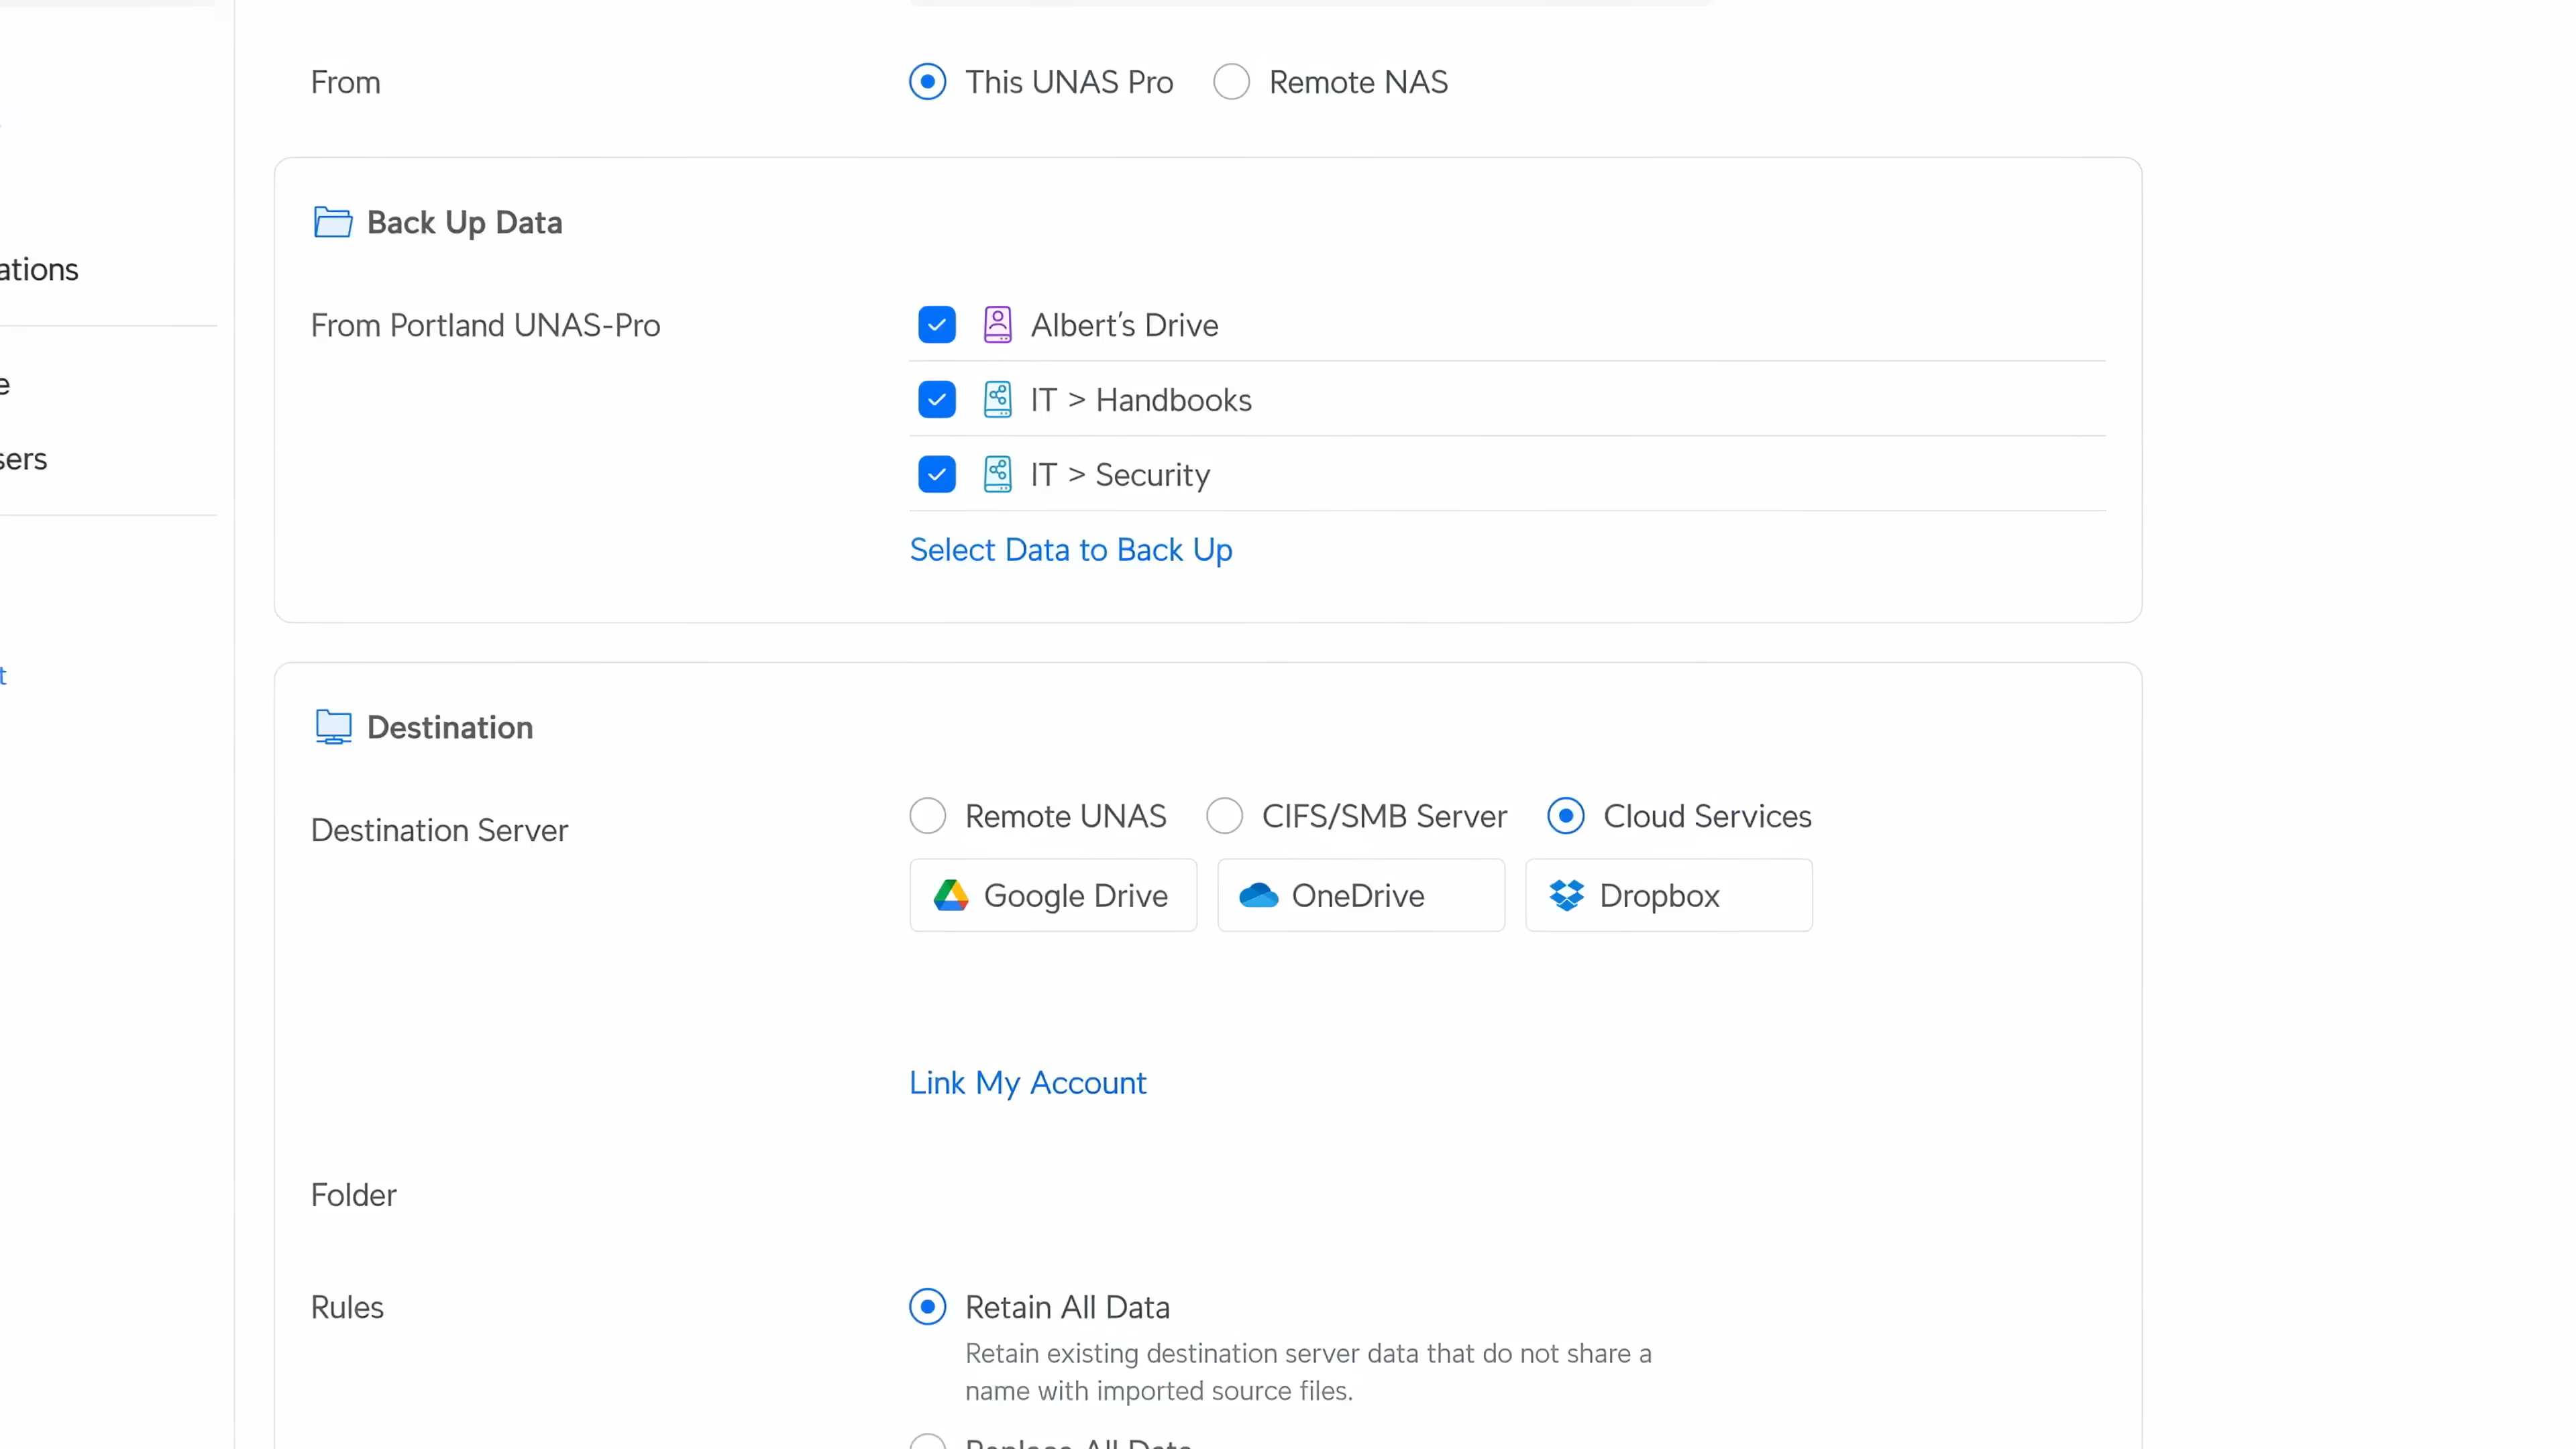 From
This UNAS Pro
Remote NAS
Back Up Data
ations
From Portland UNAS-Pro
Albert's Drive
e
IT > Handbooks
sers
IT > Security
Select Data to Back Up
t
Destination
Destination Server
Remote UNAS
CIFS/SMB Server
Cloud Services
Google Drive
OneDrive
Dropbox
Link My Account
Folder
Rules
Retain All Data
Retain existing destination server data that do not share a
name with imported source files.
Replace All Data